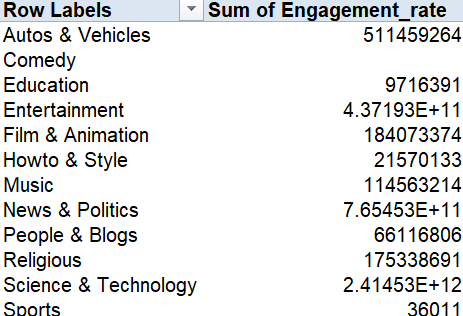 Row Labels Sum of Engagement_rate
Autos & Vehicles 511459264
Comedy
Education 9716391
Entertainment 4.37193E+11
Film & Animation 184073374
Howto & Style 21570133
Music 114563214
News & Politics 7.65453E+11
People & Blogs 66116806
Religious 175338691
Science & Technology 2.41453E+12
Sports 36011